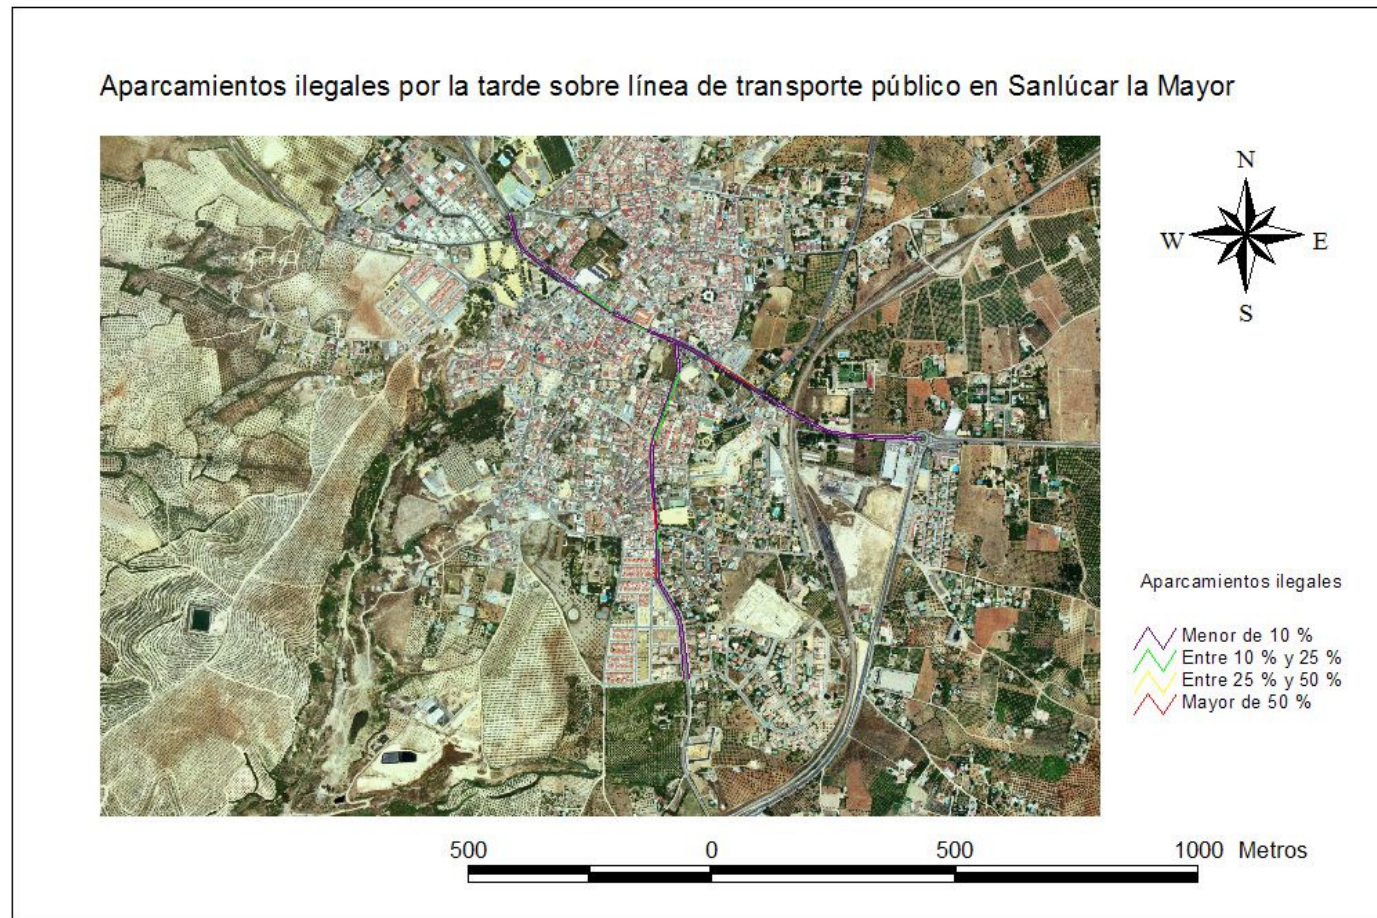 Aparcamientos ilegales por la tarde sobre línea de transporte público en Sanlúcar la Mayor
N
W E
S
Aparcamientos ilegales
Menor de 10 %
Entre 10 % y 25 %
Entre 25 % y 50 %
Mayor de 50 %
500 0 500 1000 Metros